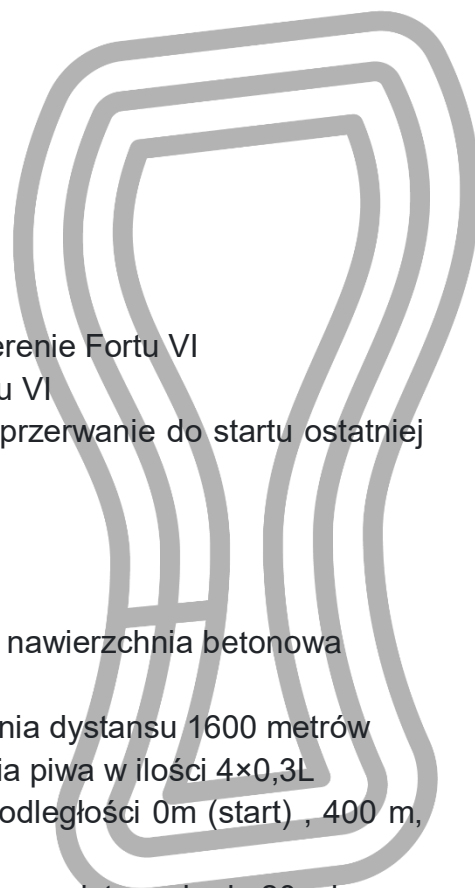 erenie Fortu VI
u VI
przerwanie do startu ostatniej
nawierzchnia betonowa
nia dystansu 1600 metrów
ia piwa w ilości 4×0,3L
odległości 0m (start) , 400 m,